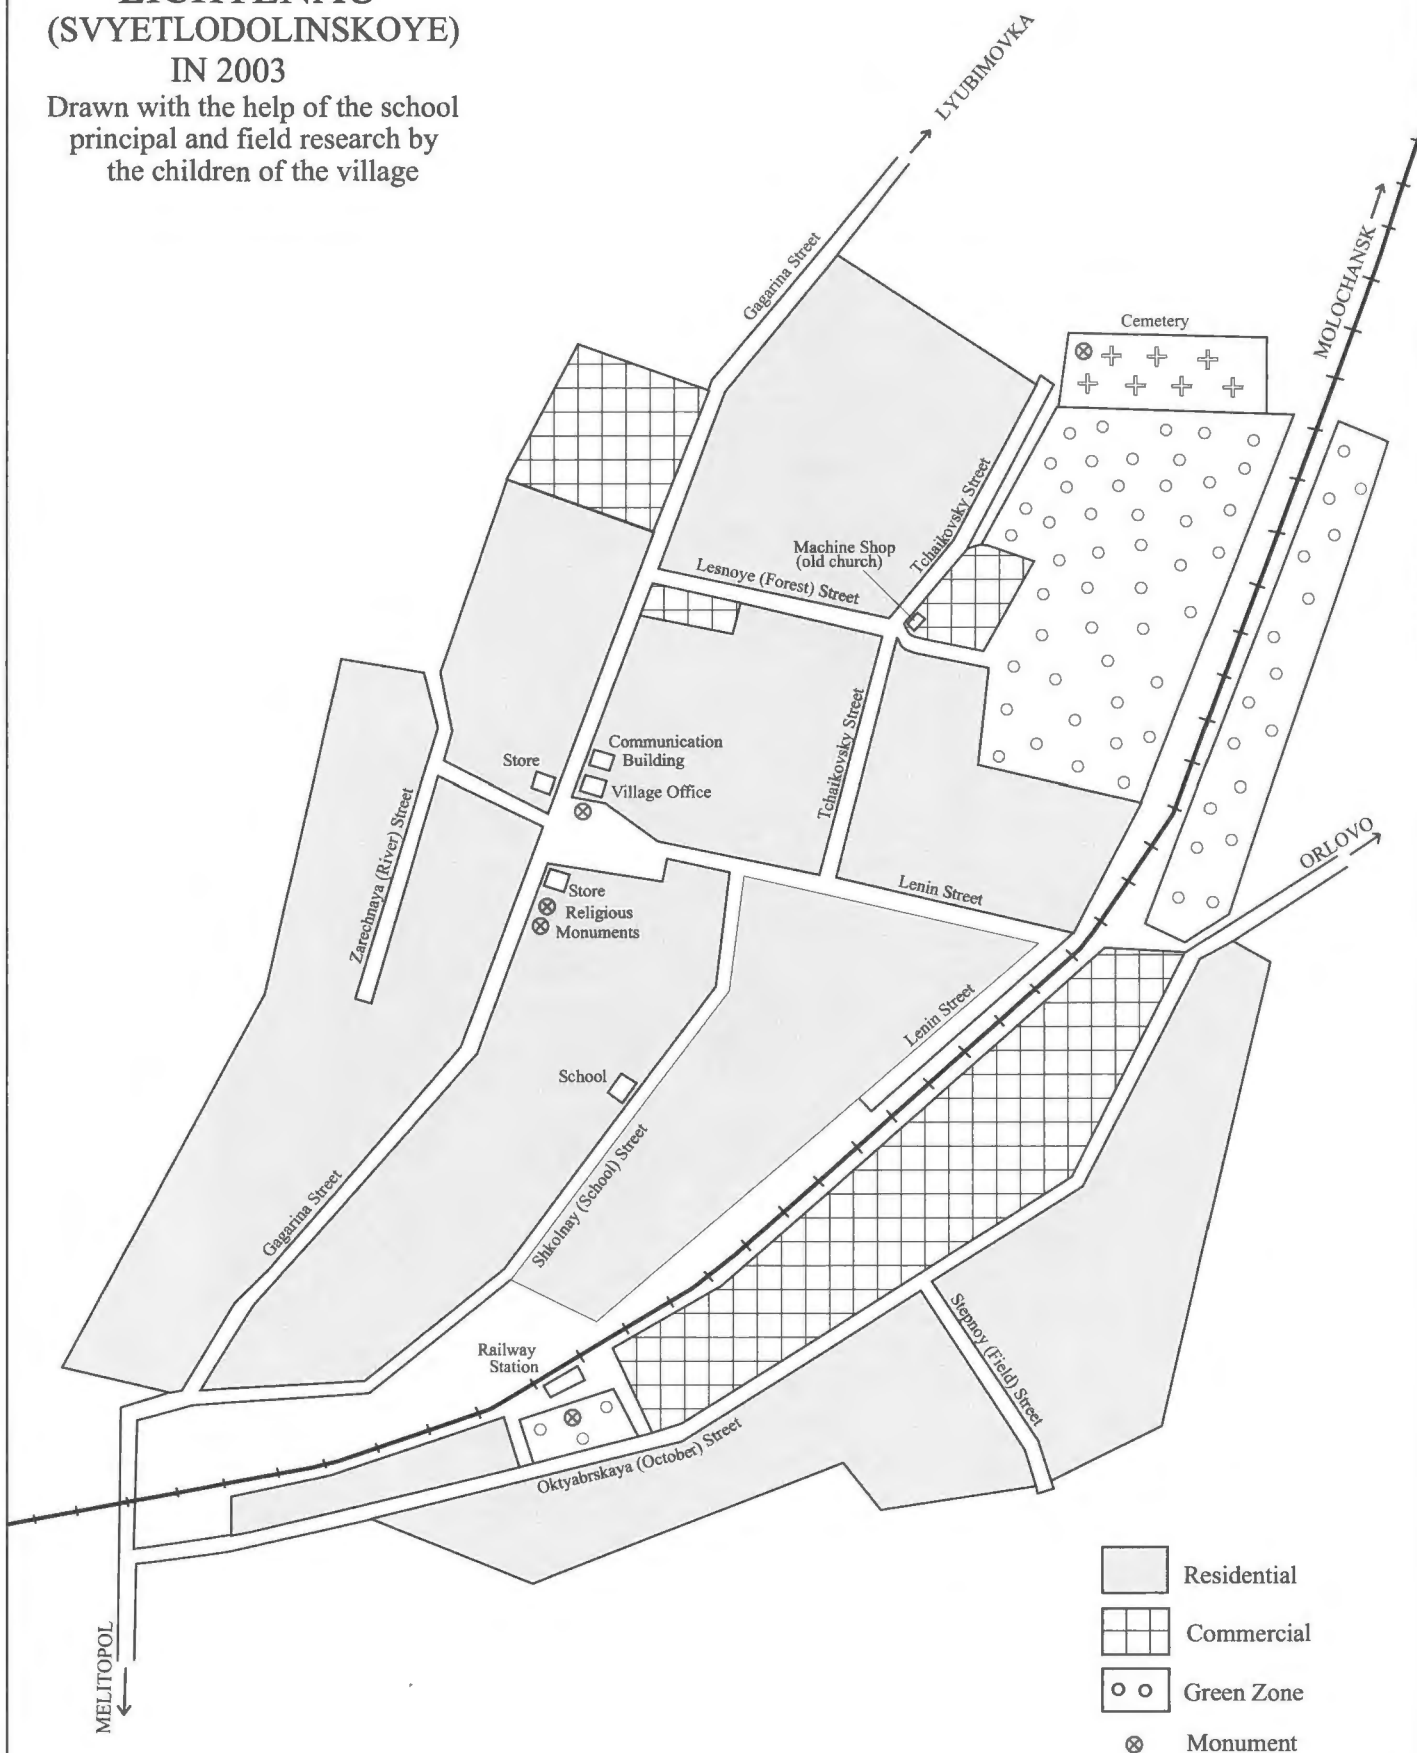 (SVYETLODOLINSKOYE)
IN 2003
Drawn with the help of the school
principal and field research by
the children of the village
LYUBIMOVKA
MOLOCHANSK
Gagarina Street
Cemetery
Tchaikovsky Street
Machine Shop
(old church)
Lesnoye (Forest) Street
Communication
Building
Store
Village Office
Tchaikovsky Street
Zarechnaya (River) Street
ORLOVO
Lenin Street
Store
Religious
Monuments
Lenin Street
School
Shkolnay (School) Street
Gagarina Street
Stepnoy (Field) Street
Railway
Station
Oktyabrskaya (October) Street
MELITOPOL
Residential
Commercial
Green Zone
Monument